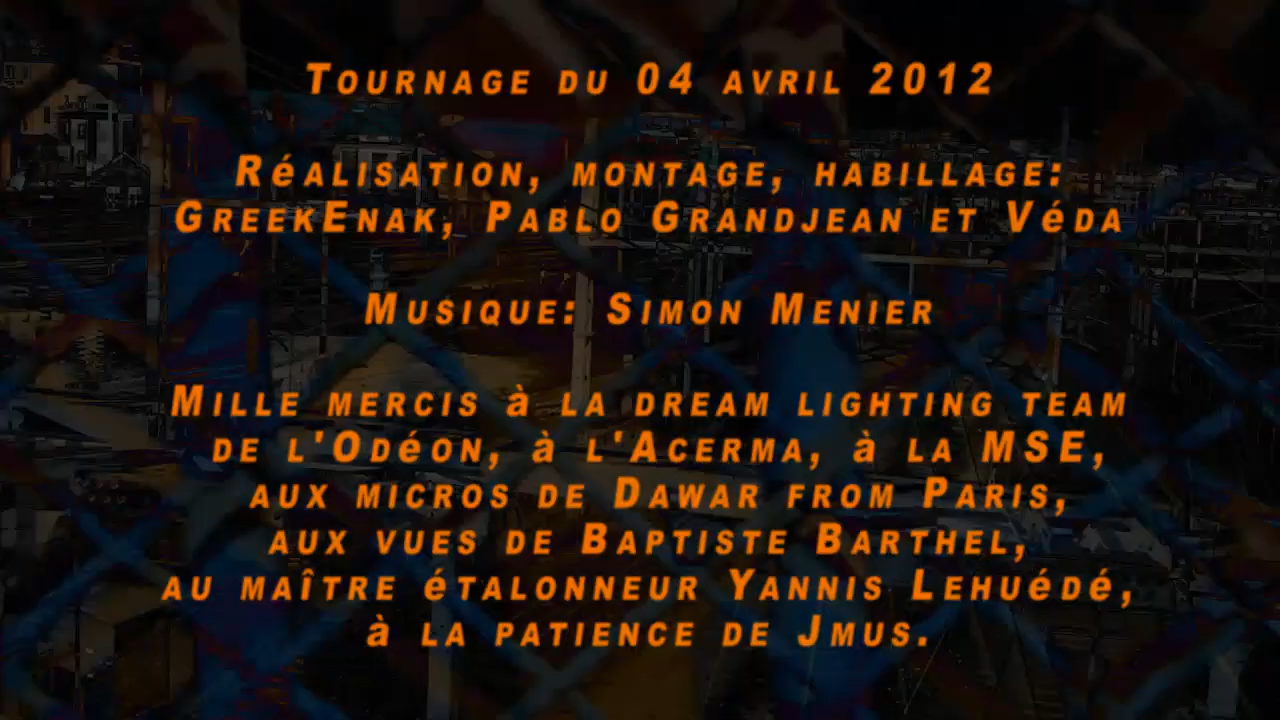 Tournage du 04 avril 2012
Réalisation, montage, habillage:
GreekEnak, Pablo Grandjean et Véda
Musique: Simon Menier
Mille mercis à la dream lighting team
de l'Odéon, à l'Acerma, à la MSE,
aux micros de Dawar from Paris,
aux vues de Baptiste Barthel,
au maître étalonneur Yannis Lehuédé,
à la patience de Jmus.